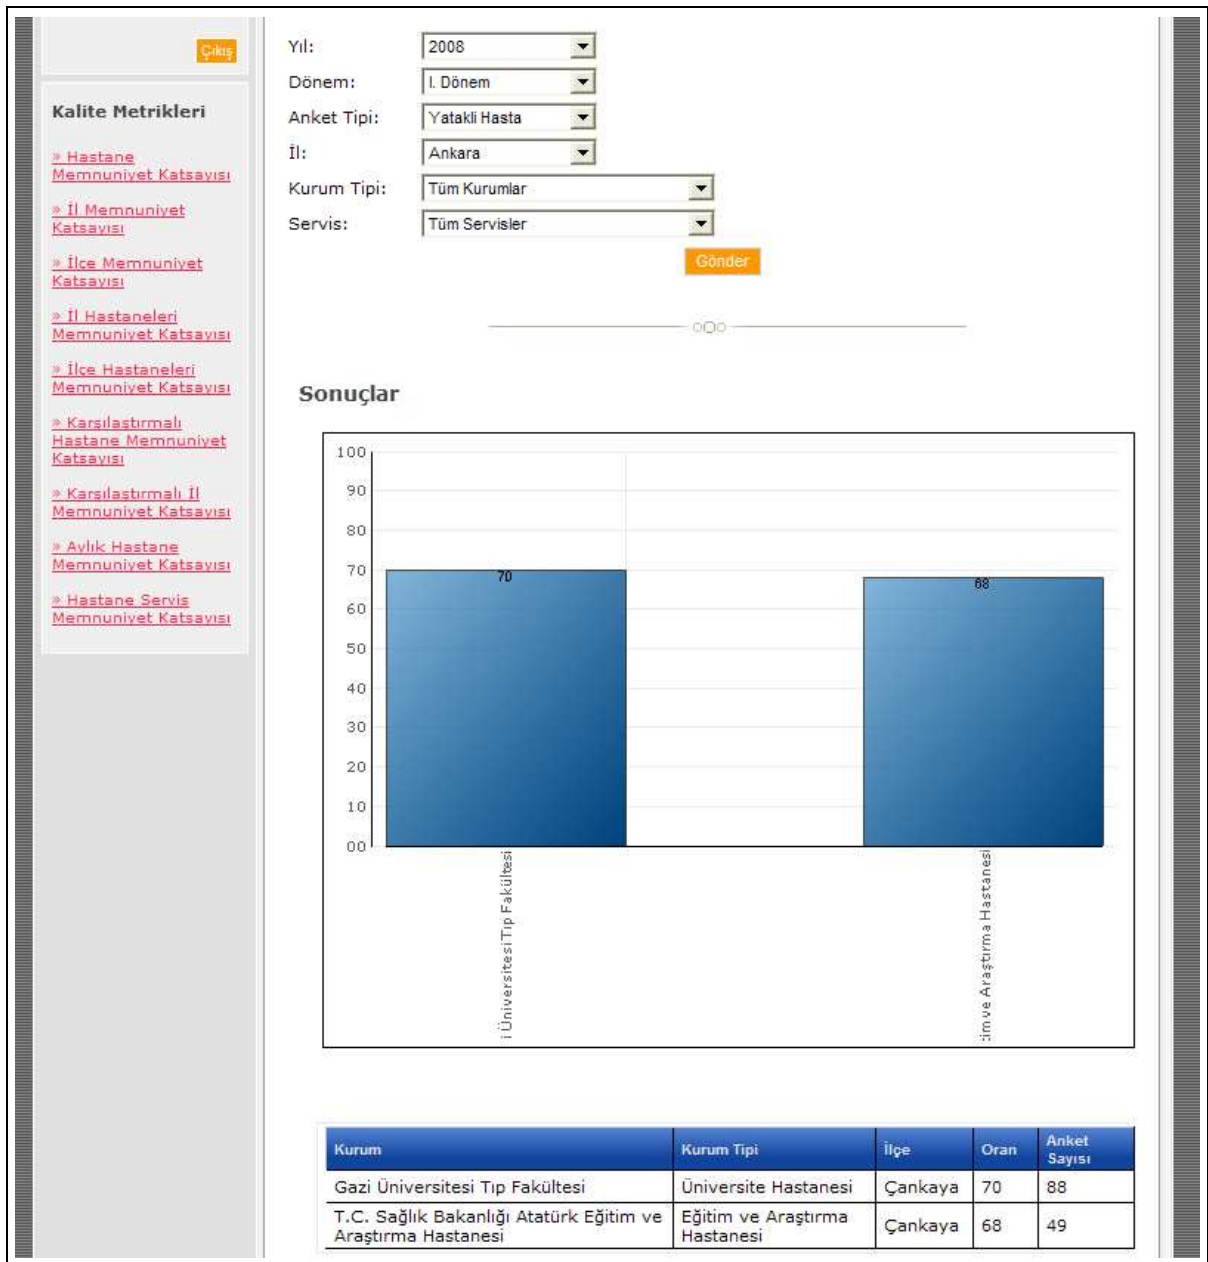 Çıkış
Kalite Metrikleri
» Hastane
Memnuniyet Katsayısı
» İl Memnuniyet
Katsayısı
» İlçe Memnuniyet
Katsayısı
» İl Hastaneleri
Memnuniyet Katsayısı
» İlçe Hastaneleri
Memnuniyet Katsayısı
» Karşılaştırmalı
Hastane Memnuniyet
Katsayısı
» Karşılaştırmalı İl
Memnuniyet Katsayısı
» Aylık Hastane
Memnuniyet Katsayısı
» Hastane Servis
Memnuniyet Katsayısı
Yıl: 2008
Dönem: I. Dönem
Anket Tipi: Yatakli Hasta
İl: Ankara
Kurum Tipi: Tüm Kurumlar
Servis: Tüm Servisler
Gönder
Sonuçlar
100
90
80
70
60
50
40
30
20
10
00
70
68
i Üniversitesi Tıp Fakültesi
im ve Araştırma Hastanesi
Kurum Kurum Tipi İlçe Oran Anket
Sayısı
Gazi Üniversitesi Tıp Fakültesi Üniversite Hastanesi Çankaya 70 88
T.C. Sağlık Bakanlığı Atatürk Eğitim ve Eğitim ve Araştırma Çankaya 68 49
Araştırma Hastanesi Hastanesi